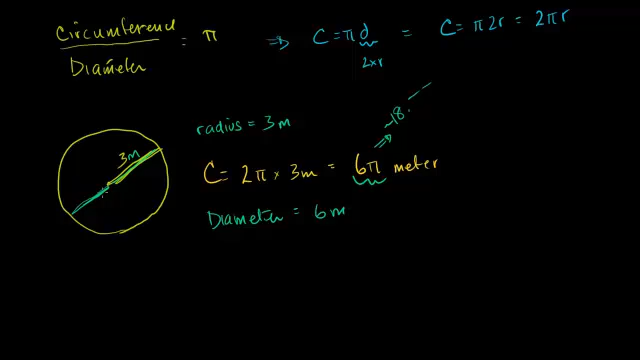 Circumference / Diameter = π ⇒ C = πd = C = π2r = 2πr
2×r
radius = 3m
~18. - -
3m
C = 2π × 3m = 6π meter
Diameter = 6m